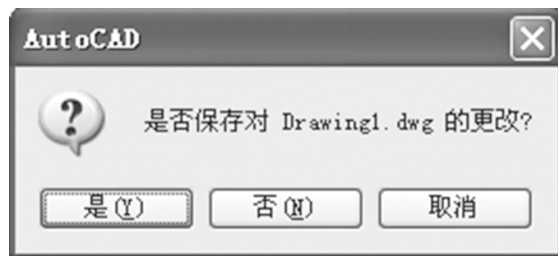 AutoCAD
是否保存对 Drawing1.dwg 的更改?
是(Y) 否(N) 取消